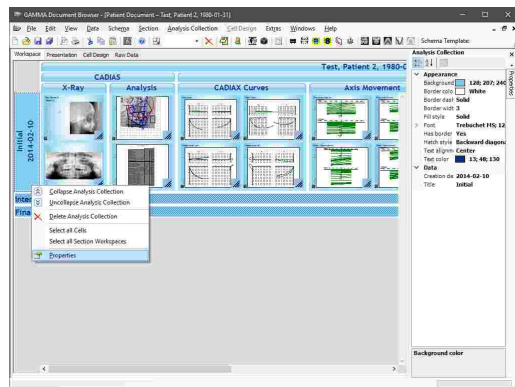 GAMMA Document Browser - [Patient Document - Test, Patient 2, 1980-01-31]
File Edit View Data Schema Section Analysis Collection Cell Design Extras Windows Help
Schema Template:
Workspace Presentation Cell Design Raw Data
Test, Patient 2, 1980-0
CADIAS
X-Ray Analysis CADIAX Curves Axis Movement
Initial
2014-02-10
Inter
Fina
Collapse Analysis Collection
Uncollapse Analysis Collection
Delete Analysis Collection
Select all Cells
Select all Section Workspaces
Properties
Analysis Collection
Appearance
Background 128; 207; 240
Border colo White
Border dash Solid
Border widt 3
Fill style Solid
Font Trebuchet MS; 12
Has border Yes
Hatch style Backward diagona
Text alignm Center
Text color 13; 48; 130
Data
Creation da 2014-02-10
Title Initial
Properties
Background color